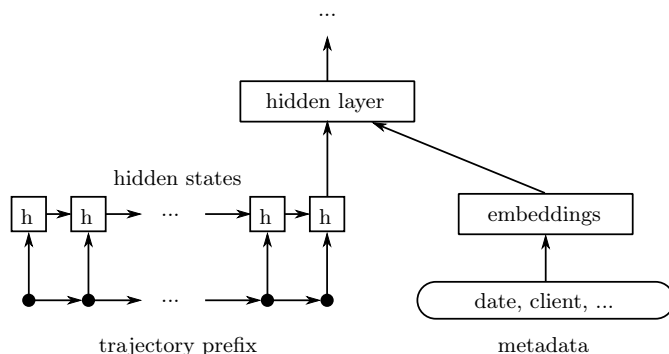 ...
hidden layer
hidden states
h h ... h h
embeddings
... date, client, ...
trajectory prefix metadata